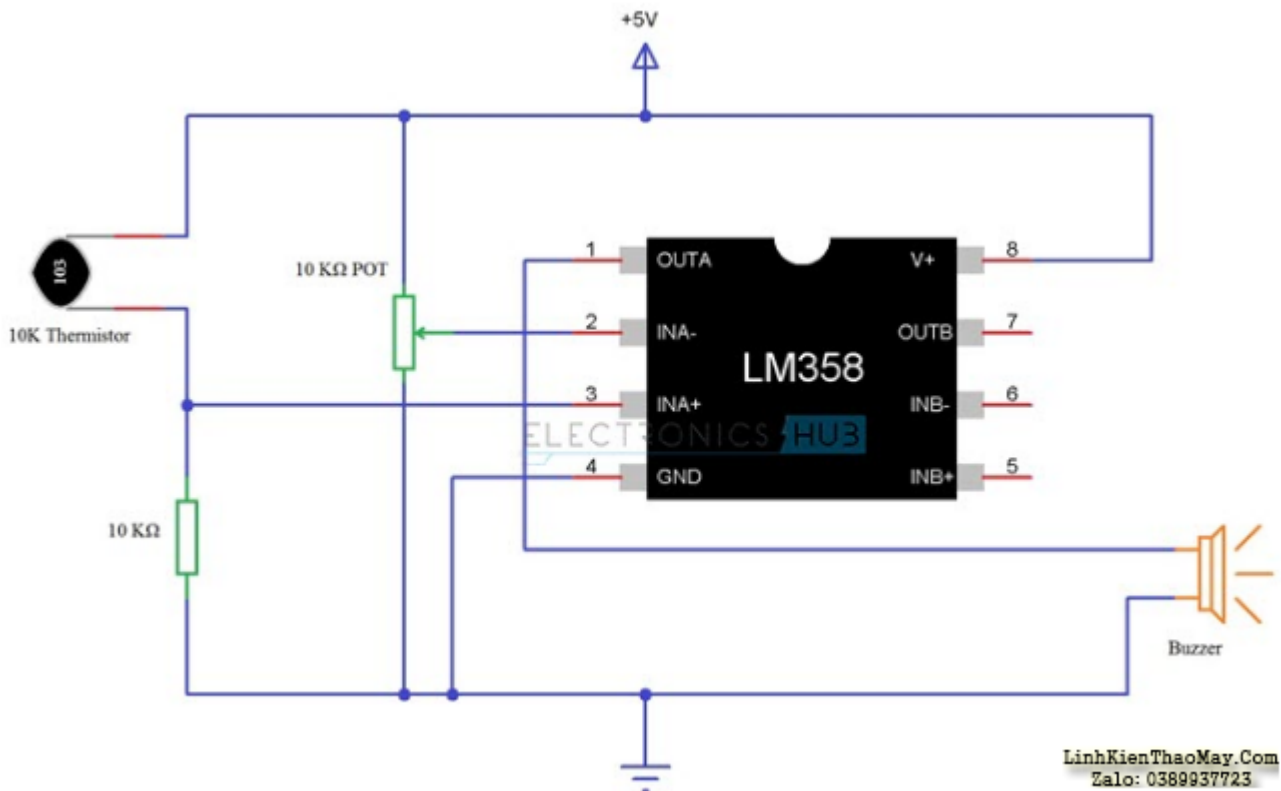 +5V
103
10K Thermistor
10 KΩ POT
10 KΩ
1
2
3
4
OUTA
INA-
INA+
GND
LM358
V+
OUTB
INB-
INB+
8
7
6
5
ELECTRONICS HUB
Buzzer
LinhKienThaoMay.Com
Zalo: 0389937723